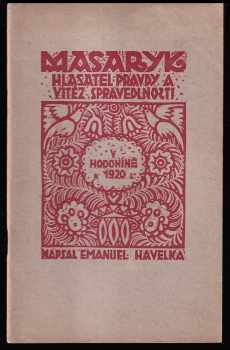 MASARYK
HLASATEL PRAVDY A
VÍTĚZ SPRAVEDLNOSTI
V
HODONÍNĚ
1920
NAPSAL EMANUEL HAVELKA